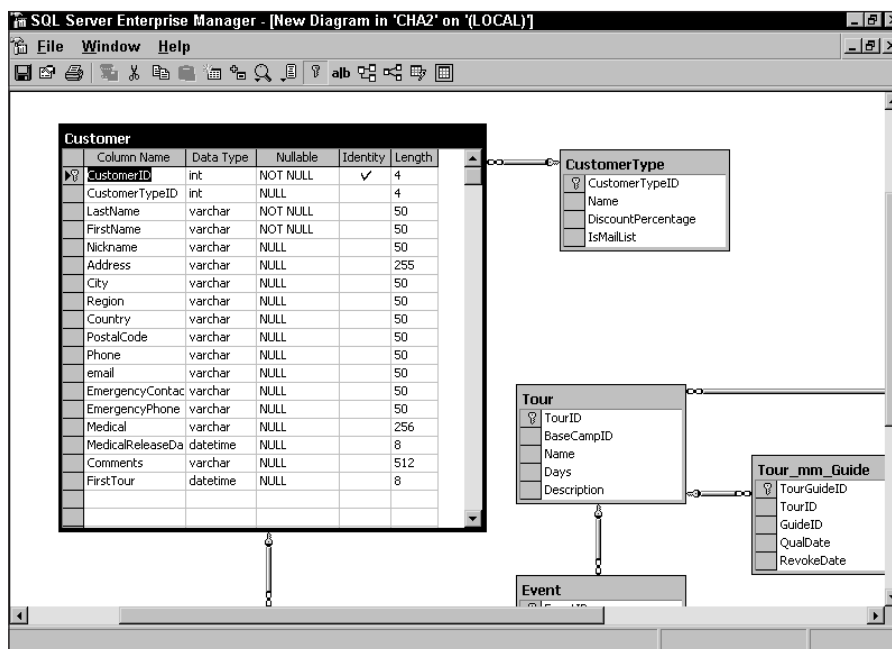 SQL Server Enterprise Manager - [New Diagram in 'CHA2' on '(LOCAL)']
File Window Help
ab
Customer
Column Name Data Type Nullable Identity Length
CustomerID int NOT NULL ✓ 4
CustomerTypeID int NULL 4
LastName varchar NOT NULL 50
FirstName varchar NOT NULL 50
Nickname varchar NULL 50
Address varchar NULL 255
City varchar NULL 50
Region varchar NULL 50
Country varchar NULL 50
PostalCode varchar NULL 50
Phone varchar NULL 50
email varchar NULL 50
EmergencyContac varchar NULL 50
EmergencyPhone varchar NULL 50
Medical varchar NULL 256
MedicalReleaseDa datetime NULL 8
Comments varchar NULL 512
FirstTour datetime NULL 8
CustomerType
CustomerTypeID
Name
DiscountPercentage
IsMailList
Tour
TourID
BaseCampID
Name
Days
Description
Tour_mm_Guide
TourGuideID
TourID
GuideID
QualDate
RevokeDate
Event